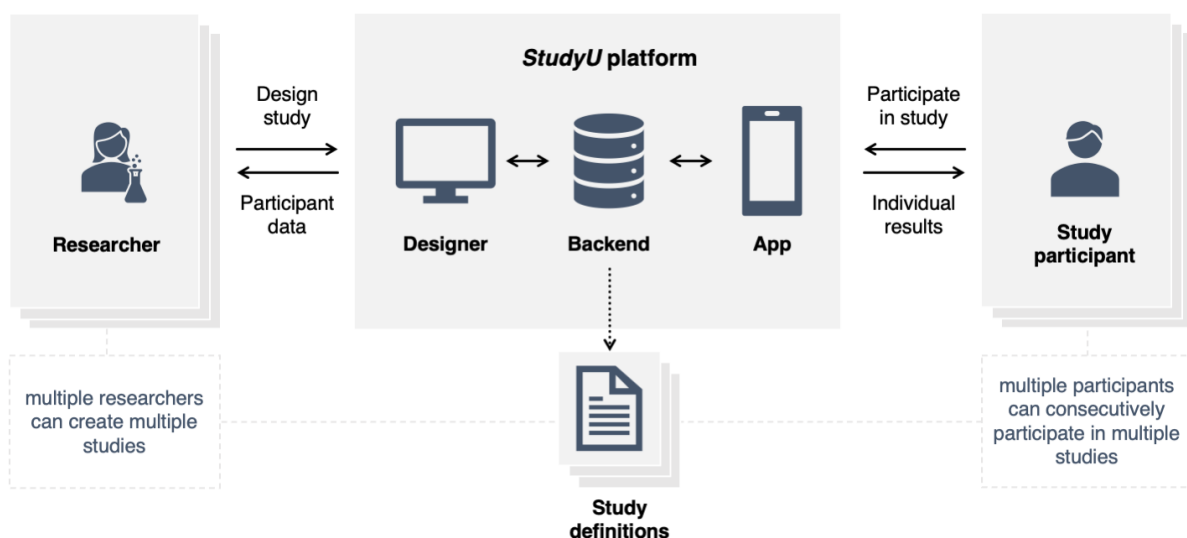 StudyU platform
Design
study
Participant
data
Researcher
Designer
Backend
App
Participate
in study
Individual
results
Study
participant
multiple researchers
can create multiple
studies
multiple participants
can consecutively
participate in multiple
studies
Study
definitions